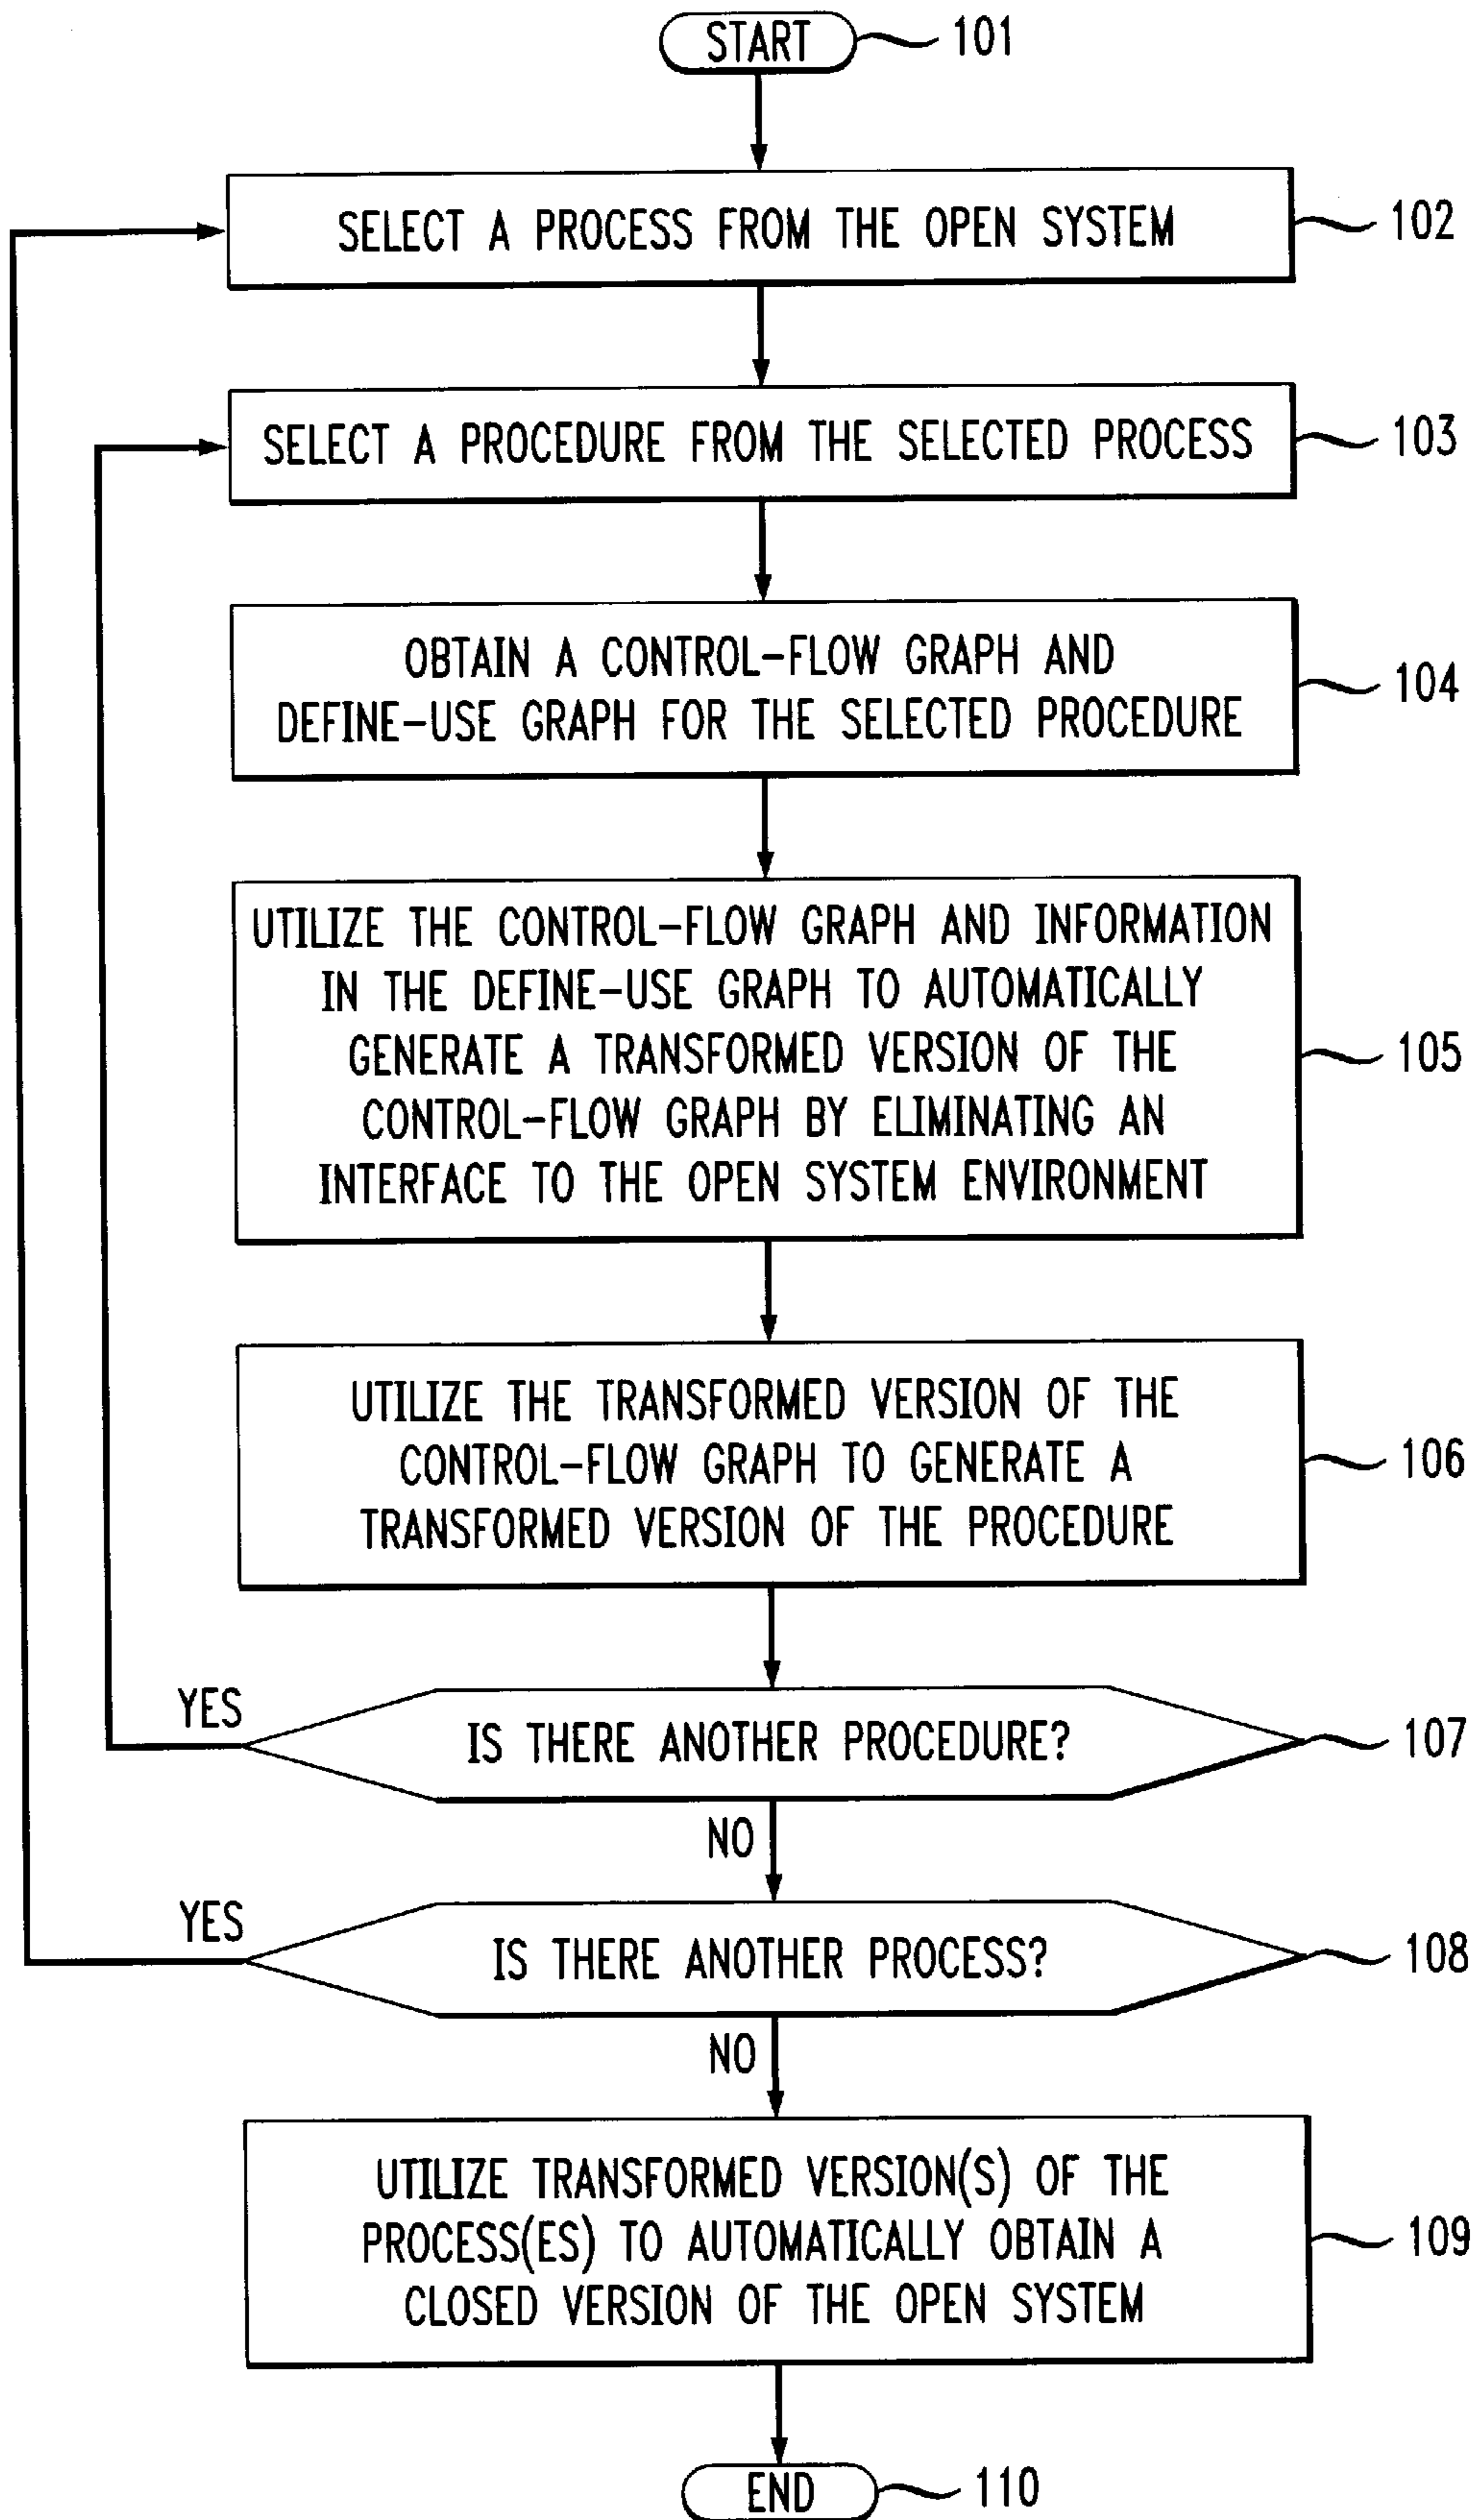 START 101
SELECT A PROCESS FROM THE OPEN SYSTEM 102
SELECT A PROCEDURE FROM THE SELECTED PROCESS 103
OBTAIN A CONTROL-FLOW GRAPH AND
DEFINE-USE GRAPH FOR THE SELECTED PROCEDURE
104
UTILIZE THE CONTROL-FLOW GRAPH AND INFORMATION
IN THE DEFINE-USE GRAPH TO AUTOMATICALLY
GENERATE A TRANSFORMED VERSION OF THE
CONTROL-FLOW GRAPH BY ELIMINATING AN
INTERFACE TO THE OPEN SYSTEM ENVIRONMENT
105
UTILIZE THE TRANSFORMED VERSION OF THE
CONTROL-FLOW GRAPH TO GENERATE A
TRANSFORMED VERSION OF THE PROCEDURE
106
YES
IS THERE ANOTHER PROCEDURE? 107
NO
YES
IS THERE ANOTHER PROCESS? 108
NO
UTILIZE TRANSFORMED VERSION(S) OF THE
PROCESS(ES) TO AUTOMATICALLY OBTAIN A
CLOSED VERSION OF THE OPEN SYSTEM
109
END 110